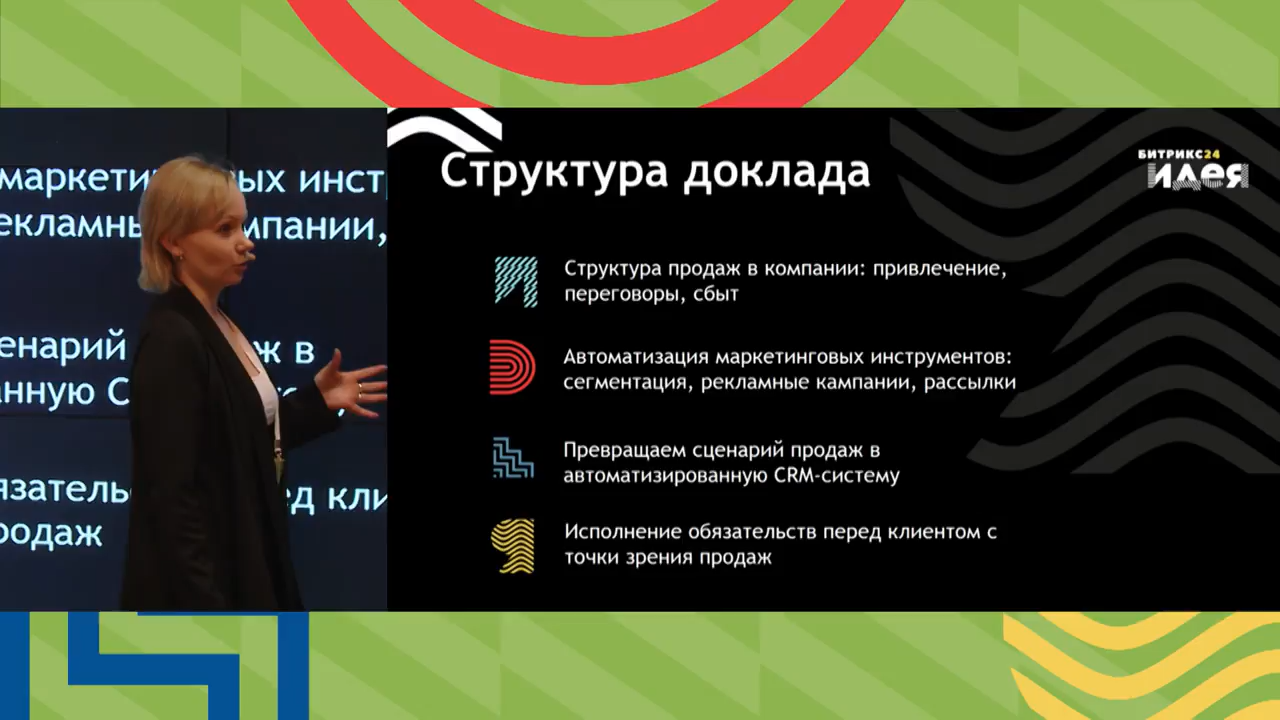 маркети ых инст
екламны мпании,
енарий ж в
анную С
язатель ед кли
родаж
Структура доклада
БИТРИКС24
идея
Структура продаж в компании: привлечение,
переговоры, сбыт
Автоматизация маркетинговых инструментов:
сегментация, рекламные кампании, рассылки
Превращаем сценарий продаж в
автоматизированную CRM-систему
Исполнение обязательств перед клиентом с
точки зрения продаж